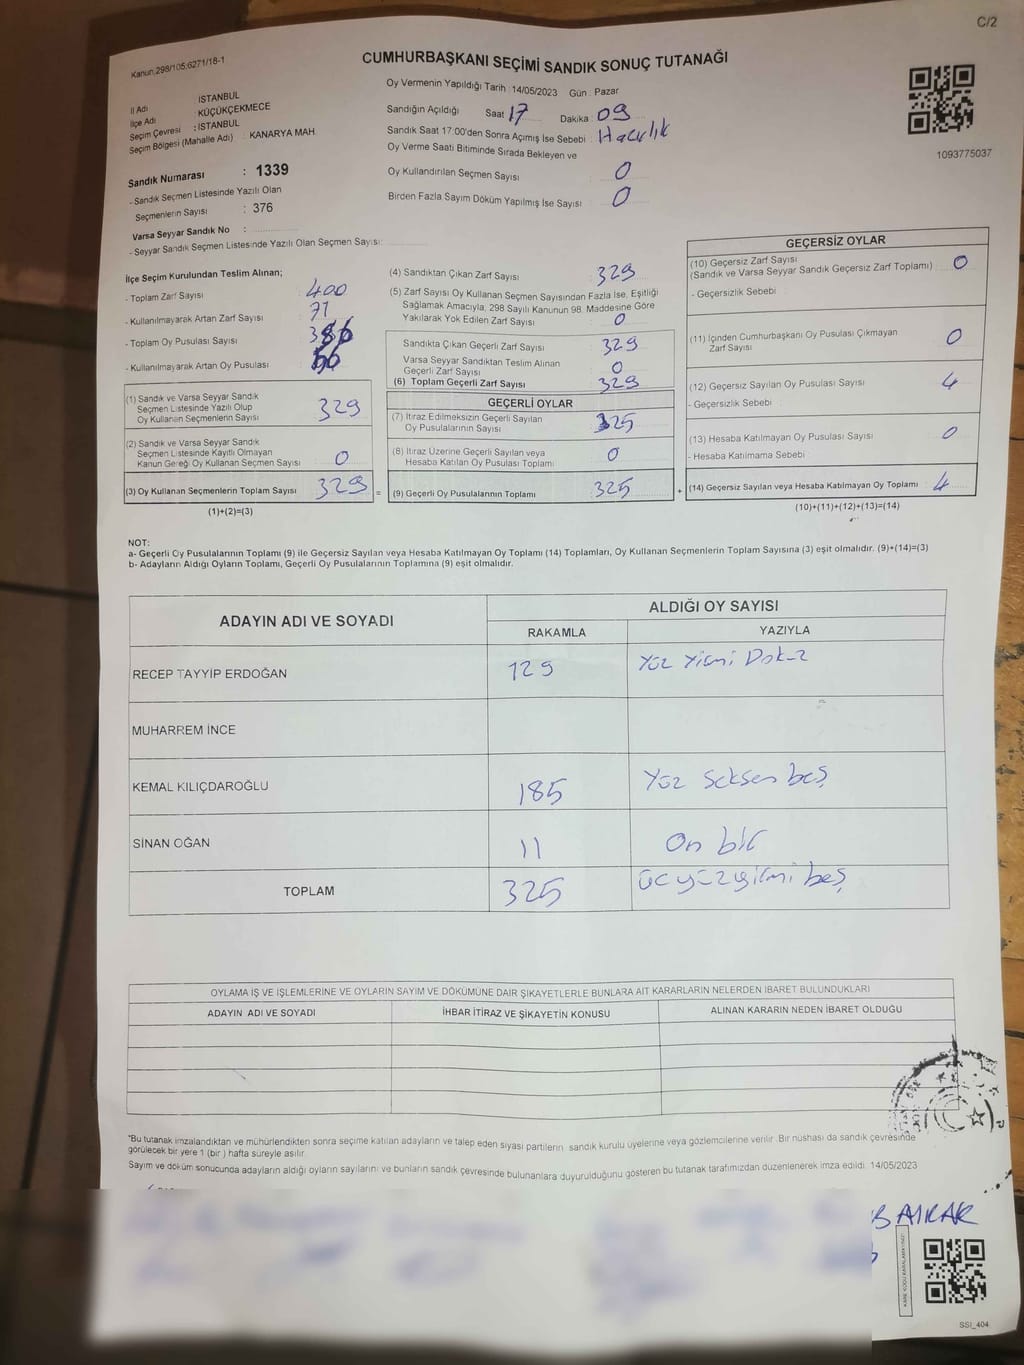 C/2
Kanun:298/105:6271/18-1
CUMHURBAŞKANI SEÇİMİ SANDIK SONUÇ TUTANAĞI
İl Adı : İSTANBUL
İlçe Adı : KÜÇÜKÇEKMECE
Seçim Çevresi : İSTANBUL
Seçim Bölgesi (Mahalle Adı) : KANARYA MAH.
Oy Vermenin Yapıldığı Tarih : 14/05/2023 Gün : Pazar
Sandığın Açıldığı Saat 17 Dakika : 09
Sandık Saat 17:00'den Sonra Açımış İse Sebebi : Hazırlık
Oy Verme Saati Bitiminde Sırada Bekleyen ve
Oy Kullandırılan Seçmen Sayısı 0
Birden Fazla Sayım Döküm Yapılmış İse Sayısı 0
1093775037
Sandık Numarası : 1339
- Sandık Seçmen Listesinde Yazılı Olan
Seçmenlerin Sayısı : 376
Varsa Seyyar Sandık No :
- Seyyar Sandık Seçmen Listesinde Yazılı Olan Seçmen Sayısı:
İlçe Seçim Kurulundan Teslim Alınan;
- Toplam Zarf Sayısı 400
- Kullanılmayarak Artan Zarf Sayısı 71
- Toplam Oy Pusulası Sayısı
- Kullanılmayarak Artan Oy Pusulası
(1) Sandık ve Varsa Seyyar Sandık
Seçmen Listesinde Yazılı Olup
Oy Kullanan Seçmenlerin Sayısı 329
(2) Sandık ve Varsa Seyyar Sandık
Seçmen Listesinde Kayıtlı Olmayan
Kanun Gereği Oy Kullanan Seçmen Sayısı 0
(3) Oy Kullanan Seçmenlerin Toplam Sayısı 329 =
(1)+(2)=(3)
(4) Sandıktan Çıkan Zarf Sayısı 329
(5) Zarf Sayısı Oy Kullanan Seçmen Sayısından Fazla İse, Eşitliği
Sağlamak Amacıyla, 298 Sayılı Kanunun 98. Maddesine Göre
Yakılarak Yok Edilen Zarf Sayısı 0
Sandıkta Çıkan Geçerli Zarf Sayısı 329
Varsa Seyyar Sandıktan Teslim Alınan
Geçerli Zarf Sayısı 0
(6) Toplam Geçerli Zarf Sayısı 329
GEÇERLİ OYLAR
(7) İtiraz Edilmeksizin Geçerli Sayılan
Oy Pusulalarının Sayısı 325
(8) İtiraz Üzerine Geçerli Sayılan veya
Hesaba Katılan Oy Pusulası Toplamı 0
(9) Geçerli Oy Pusulalarının Toplamı 325 +
GEÇERSİZ OYLAR
(10) Geçersiz Zarf Sayısı
(Sandık ve Varsa Seyyar Sandık Geçersiz Zarf Toplamı) 0
- Geçersizlik Sebebi :
(11) İçinden Cumhurbaşkanı Oy Pusulası Çıkmayan
Zarf Sayısı 0
(12) Geçersiz Sayılan Oy Pusulası Sayısı 4
- Geçersizlik Sebebi :
(13) Hesaba Katılmayan Oy Pusulası Sayısı 0
- Hesaba Katılmama Sebebi
(14) Geçersiz Sayılan veya Hesaba Katılmayan Oy Toplamı 4
(10)+(11)+(12)+(13)=(14)
NOT:
a- Geçerli Oy Pusulalarının Toplamı (9) ile Geçersiz Sayılan veya Hesaba Katılmayan Oy Toplamı (14) Toplamları, Oy Kullanan Seçmenlerin Toplam Sayısına (3) eşit olmalıdır. (9)+(14)=(3)
b- Adayların Aldığı Oyların Toplamı, Geçerli Oy Pusulalarının Toplamına (9) eşit olmalıdır.
ADAYIN ADI VE SOYADI ALDIĞI OY SAYISI
RAKAMLA YAZIYLA
RECEP TAYYİP ERDOĞAN 129 Yüz Yirmi Dokuz
MUHARREM İNCE
KEMAL KILIÇDAROĞLU 185 Yüz Seksen beş
SİNAN OĞAN 11 On bir
TOPLAM 325 Üç yüz yirmi beş
OYLAMA İŞ VE İŞLEMLERİNE VE OYLARIN SAYIM VE DÖKÜMÜNE DAİR ŞİKAYETLERLE BUNLARA AİT KARARLARIN NELERDEN İBARET BULUNDUKLARI
ADAYIN ADI VE SOYADI İHBAR İTİRAZ VE ŞİKAYETİN KONUSU ALINAN KARARIN NEDEN İBARET OLDUĞU
*Bu tutanak imzalandıktan ve mühürlendikten sonra seçime katılan adayların ve talep eden siyasi partilerin sandık kurulu üyelerine veya gözlemcilerine verilir. Bir nüshası da sandık çevresinde
görülecek bir yere 1 (bir ) hafta süreyle asılır.
Sayım ve döküm sonucunda adayların aldığı oyların sayılarını ve bunların sandık çevresinde bulunanlara duyurulduğunu gösteren bu tutanak tarafımızdan düzenlenerek imza edildi. 14/05/2023
SSI_404